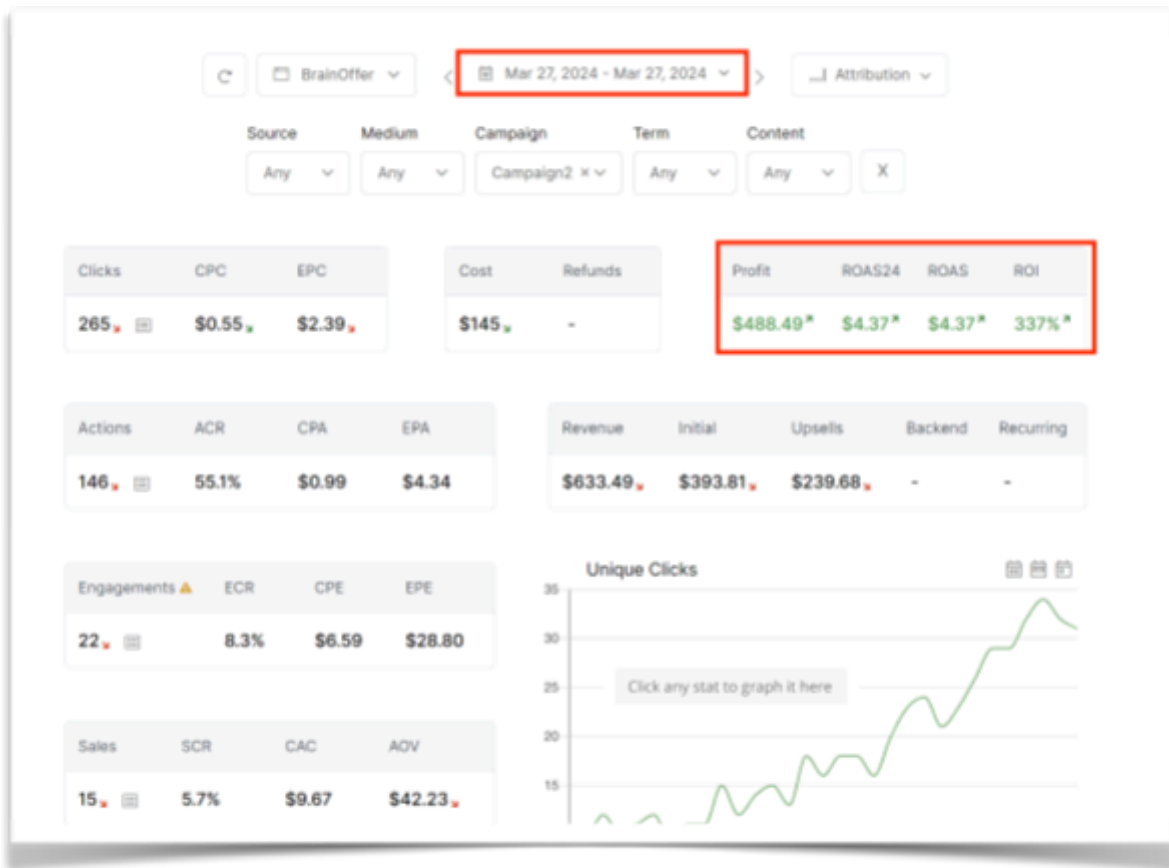 BrainOffer
Mar 27, 2024 - Mar 27, 2024
Attribution
Source Medium Campaign Term Content
Any Any Campaign2 × Any Any X
Clicks CPC EPC
265 $0.55 $2.39
Cost Refunds
$145 -
Profit ROAS24 ROAS ROI
$488.49 $4.37 $4.37 337%
Actions ACR CPA EPA
146 55.1% $0.99 $4.34
Revenue Initial Upsells Backend Recurring
$633.49 $393.81 $239.68 - -
Engagements ECR CPE EPE
22 8.3% $6.59 $28.80
Unique Clicks
35
30
25
20
15
Click any stat to graph it here
Sales SCR CAC AOV
15 5.7% $9.67 $42.23